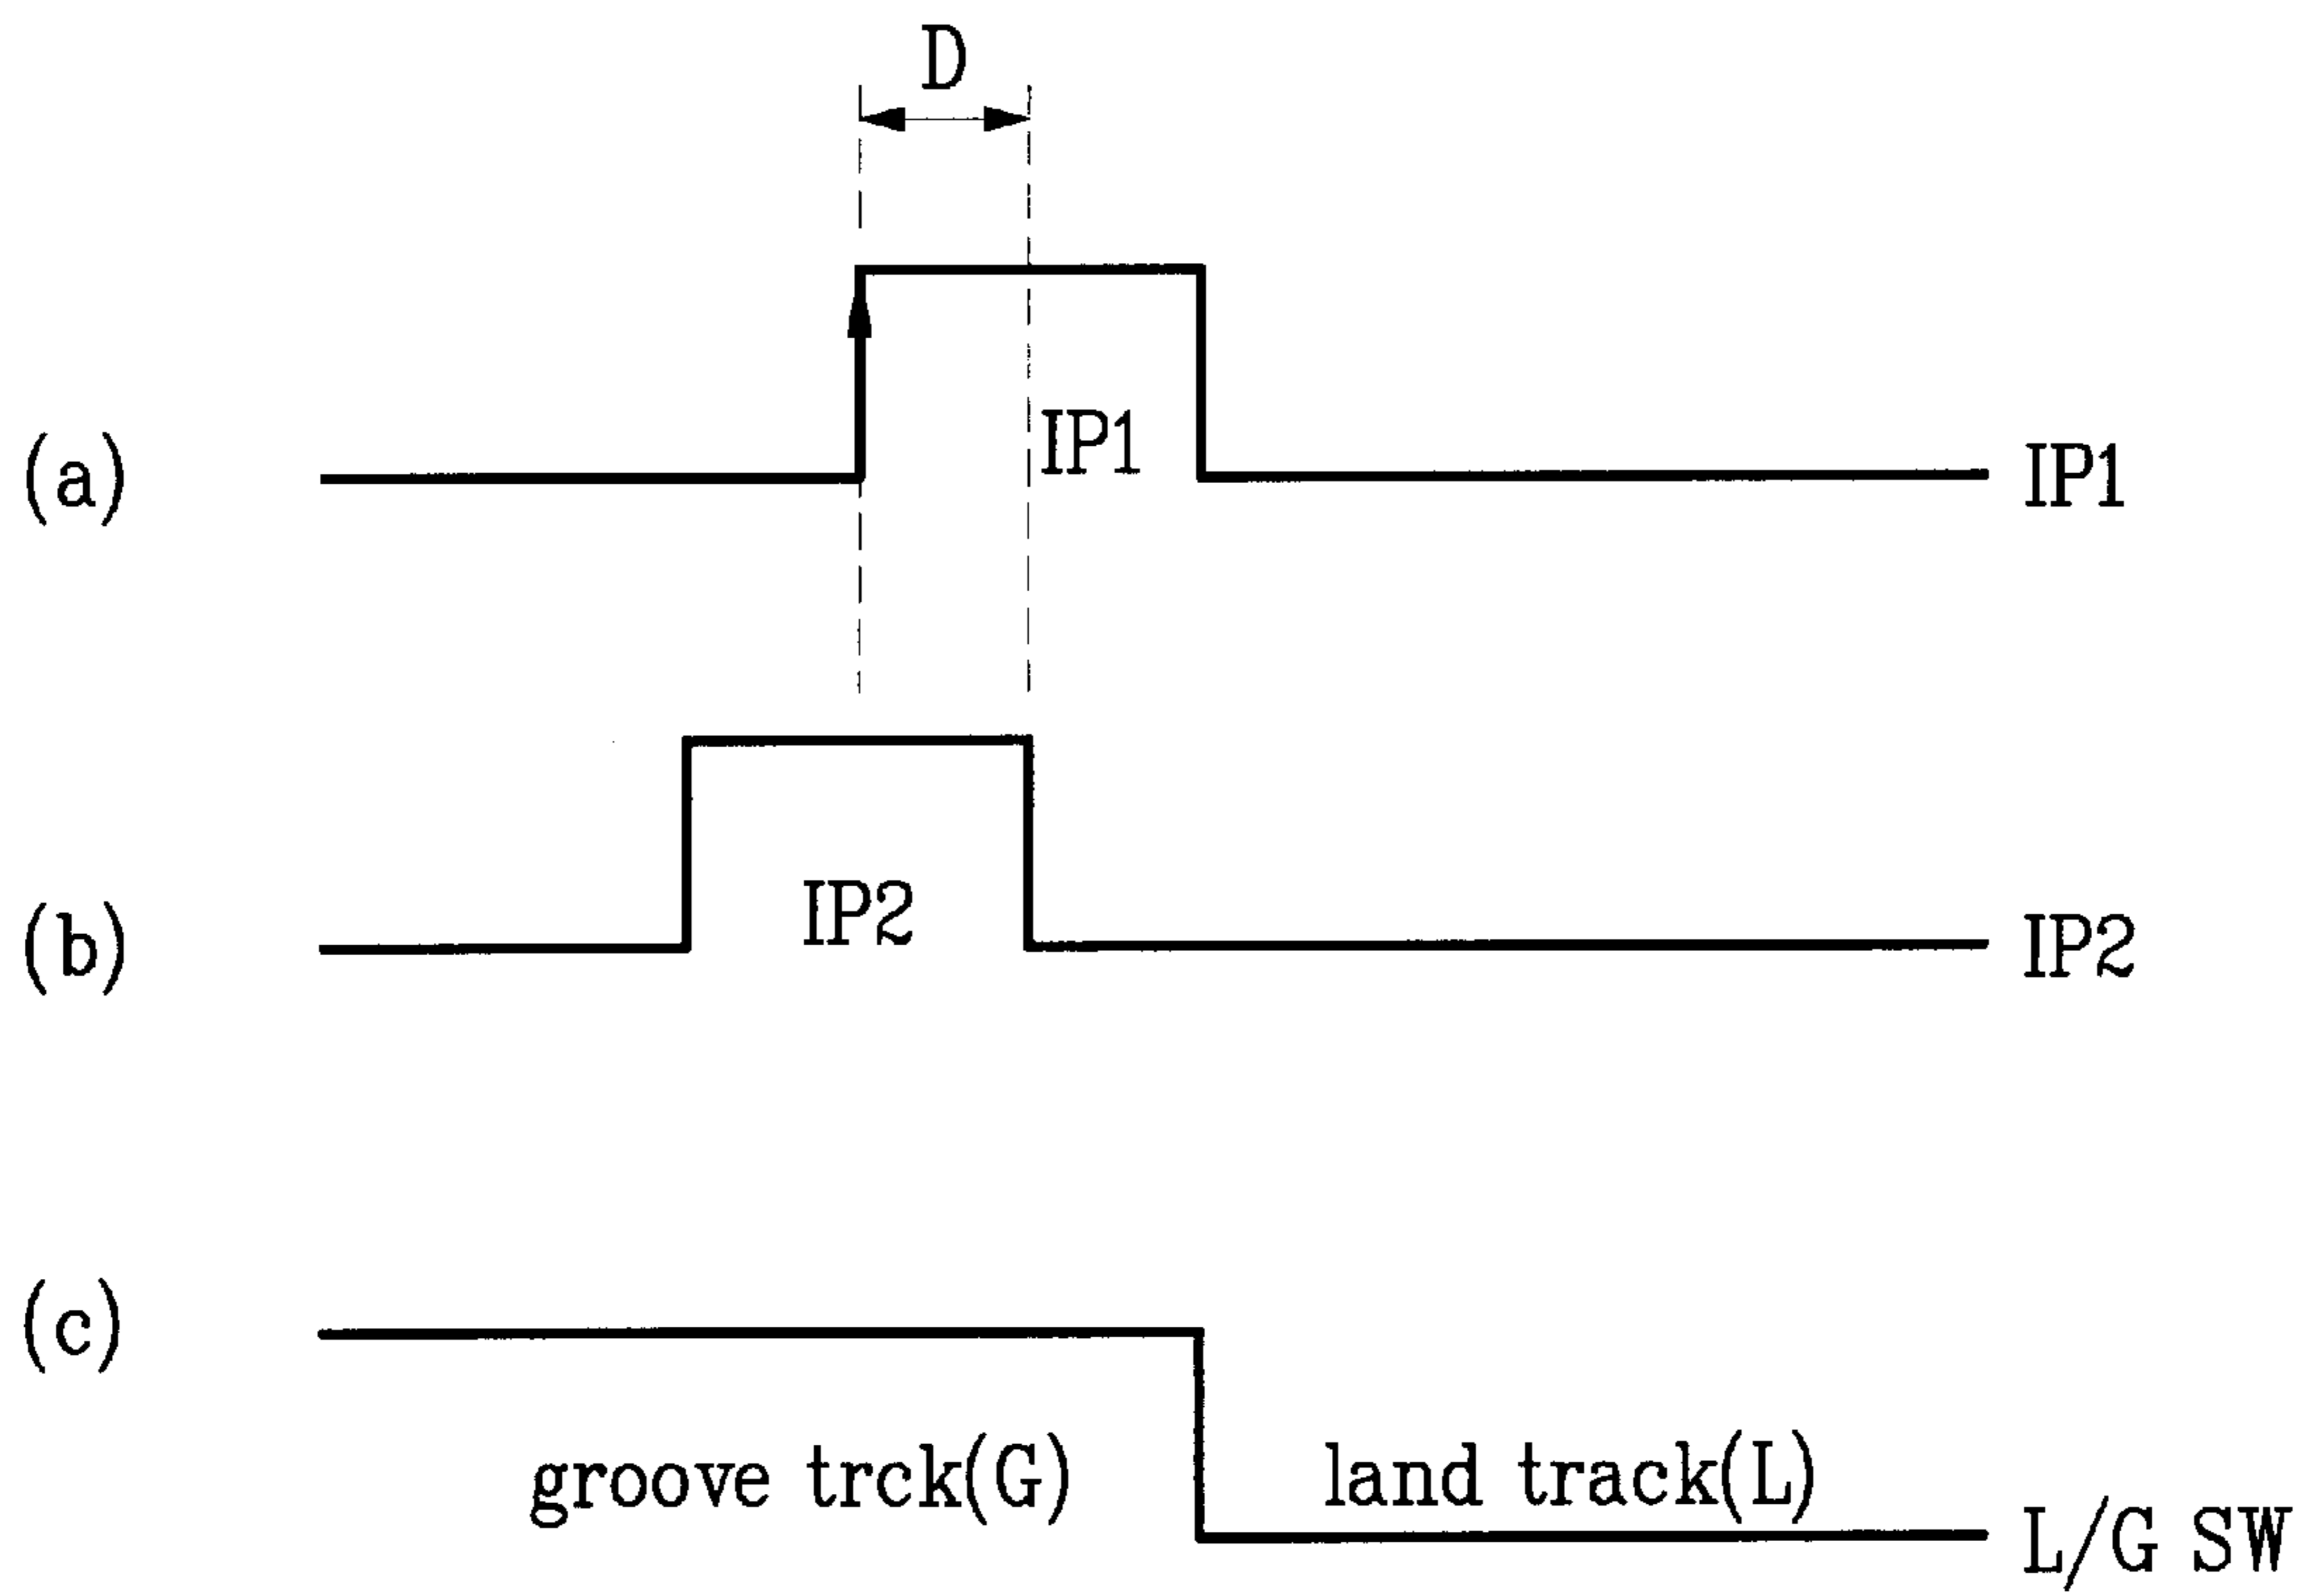 D
IP1
(a) IP1
IP2
(b) IP2
(c)
groove trck(G) land track(L)
L/G SW